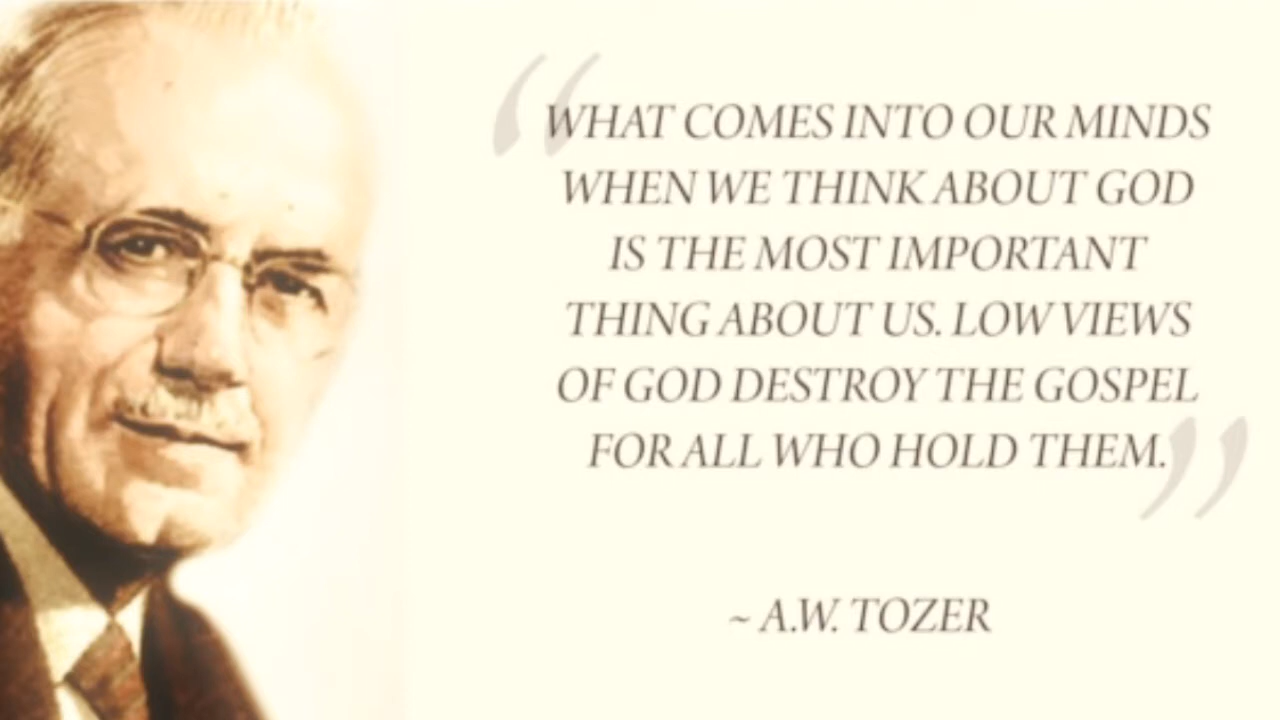 “WHAT COMES INTO OUR MINDS
WHEN WE THINK ABOUT GOD
IS THE MOST IMPORTANT
THING ABOUT US. LOW VIEWS
OF GOD DESTROY THE GOSPEL
FOR ALL WHO HOLD THEM.”
~ A.W. TOZER